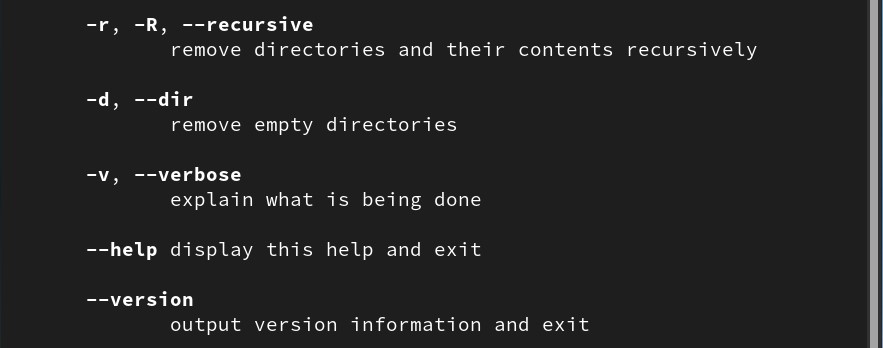 -r, -R, --recursive
remove directories and their contents recursively
-d, --dir
remove empty directories
-v, --verbose
explain what is being done
--help display this help and exit
--version
output version information and exit